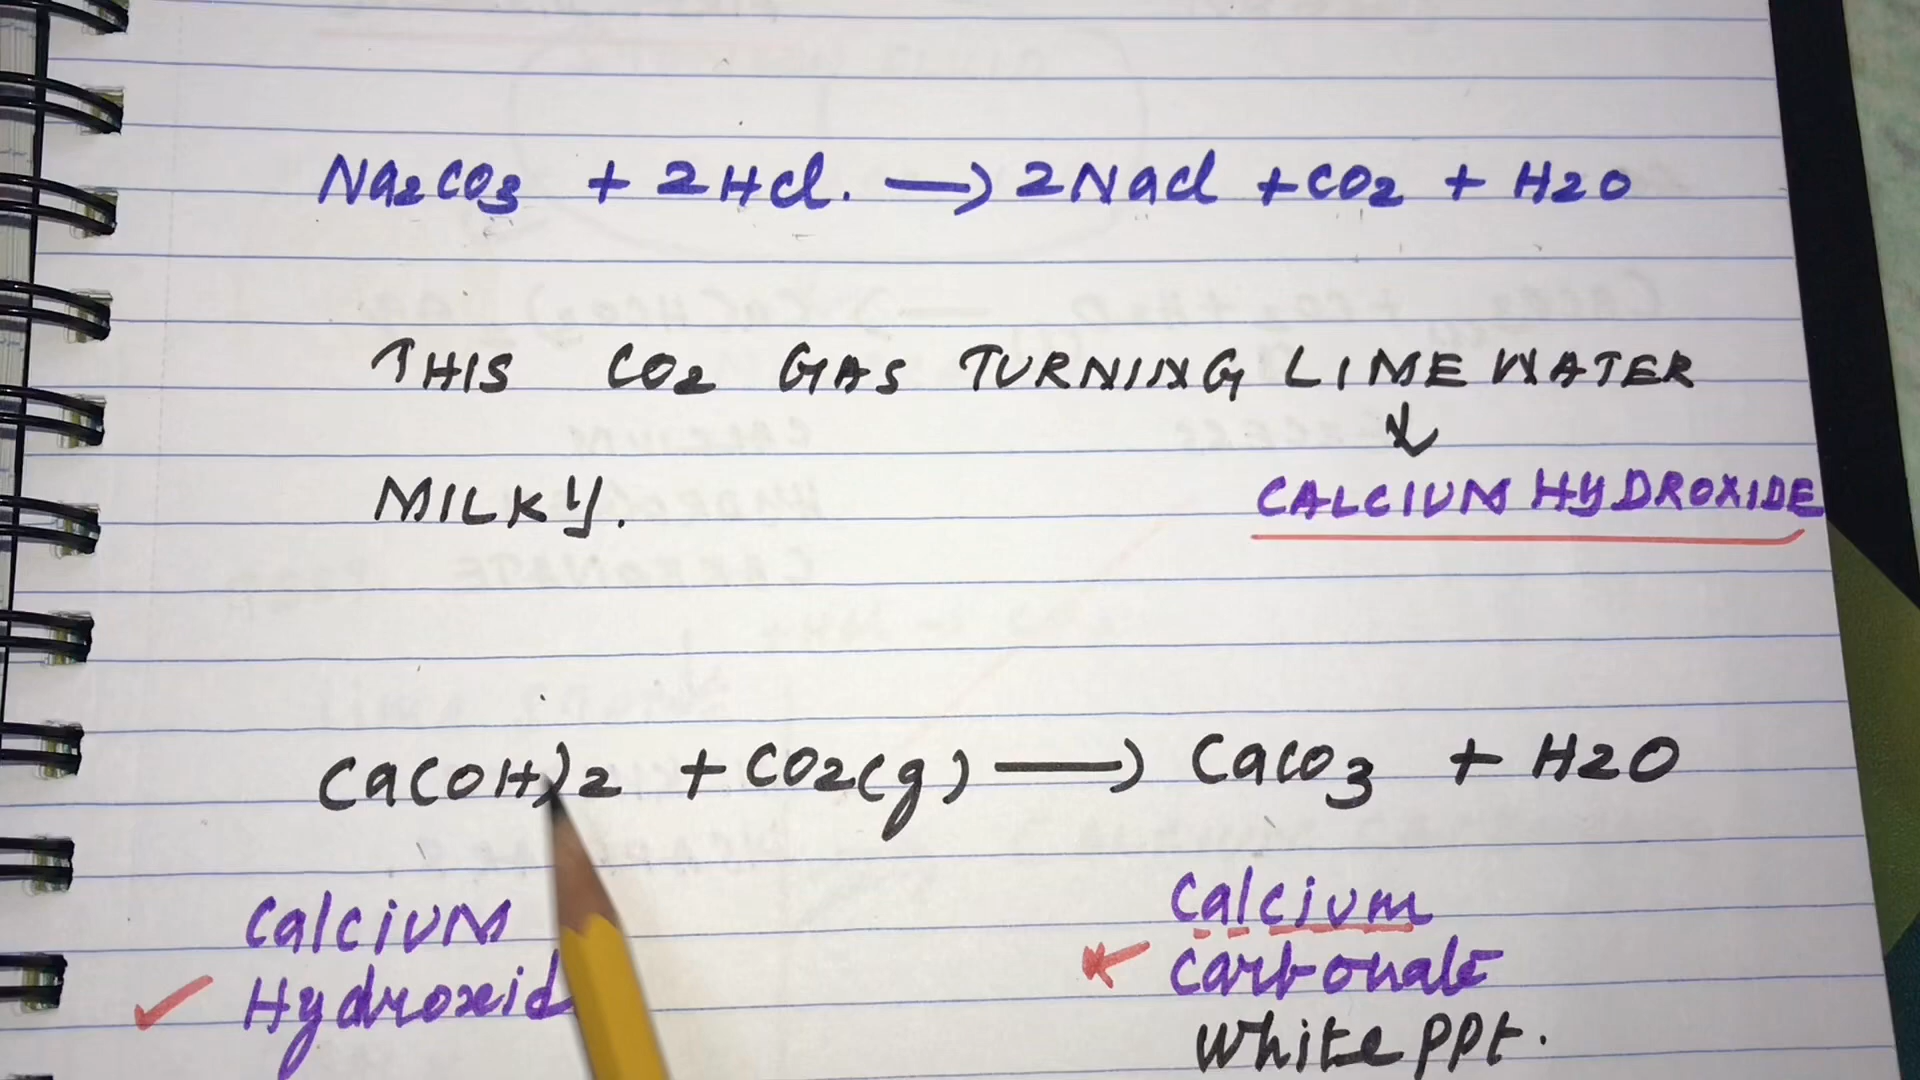 Na2CO3 + 2HCl. → 2NaCl + CO2 + H2O
THIS CO2 GAS TURNING LIME WATER
↓
MILKY. CALCIUM HYDROXIDE
Ca(OH)2 + CO2(g) → CaCO3 + H2O
Calcium Calcium
Hydroxid Carbonate
White ppt.